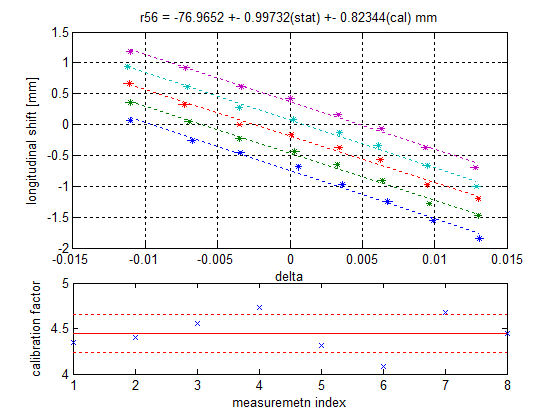 r56 = -76.9652 +- 0.99732(stat) +- 0.82344(cal) mm
1.5
1
0.5
0
-0.5
-1
-1.5
-2
longitudinal shift [mm]
-0.015 -0.01 -0.005 0 0.005 0.01 0.015
delta
5
4.5
4
calibration factor
1 2 3 4 5 6 7 8
measuremetn index